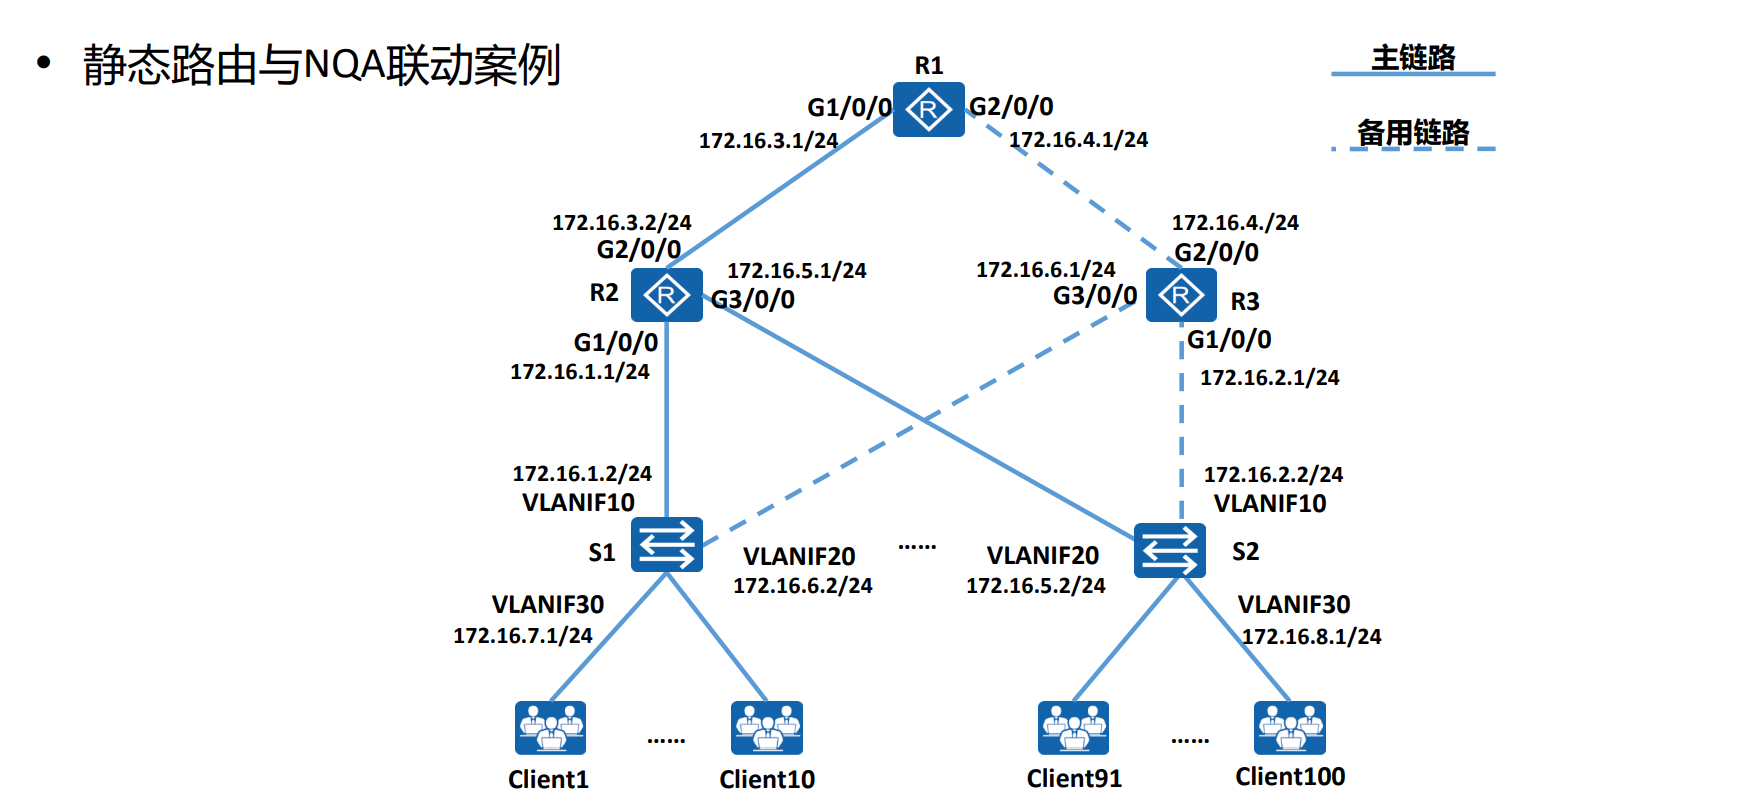 • 静态路由与NQA联动案例
主链路
备用链路
R1
G1/0/0
G2/0/0
172.16.3.1/24
172.16.4.1/24
172.16.3.2/24
G2/0/0
172.16.4./24
G2/0/0
172.16.5.1/24
172.16.6.1/24
R2
G3/0/0
G3/0/0
R3
G1/0/0
172.16.1.1/24
G1/0/0
172.16.2.1/24
172.16.1.2/24
VLANIF10
172.16.2.2/24
VLANIF10
S1
VLANIF20
172.16.6.2/24
......
VLANIF20
172.16.5.2/24
S2
VLANIF30
172.16.7.1/24
VLANIF30
172.16.8.1/24
......
......
Client1
Client10
Client91
Client100
R
R
R